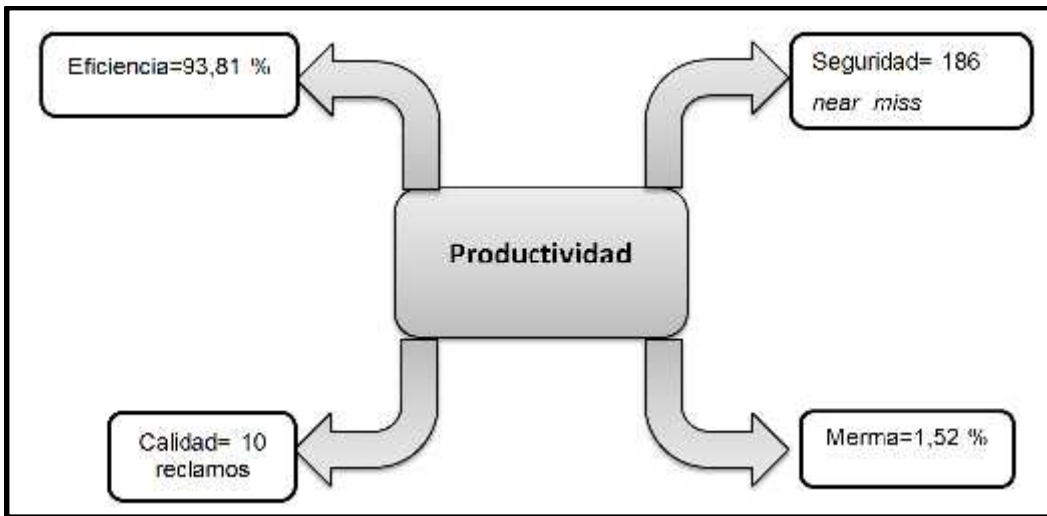 Eficiencia=93,81 %
Seguridad= 186
near miss
Productividad
Calidad= 10
reclamos
Merma=1,52 %